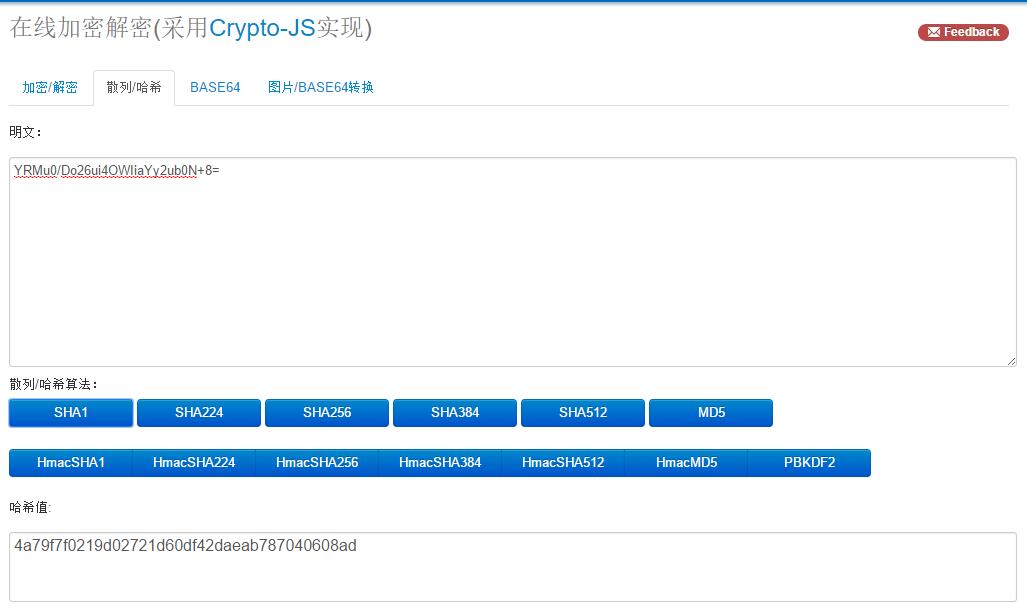 在线加密解密(采用Crypto-JS实现)
Feedback
加密/解密 散列/哈希 BASE64 图片/BASE64转换
明文：
YRMu0/Do26ui4OWliaYy2ub0N+8=
散列/哈希算法：
SHA1 SHA224 SHA256 SHA384 SHA512 MD5
HmacSHA1 HmacSHA224 HmacSHA256 HmacSHA384 HmacSHA512 HmacMD5 PBKDF2
哈希值:
4a79f7f0219d02721d60df42daeab787040608ad